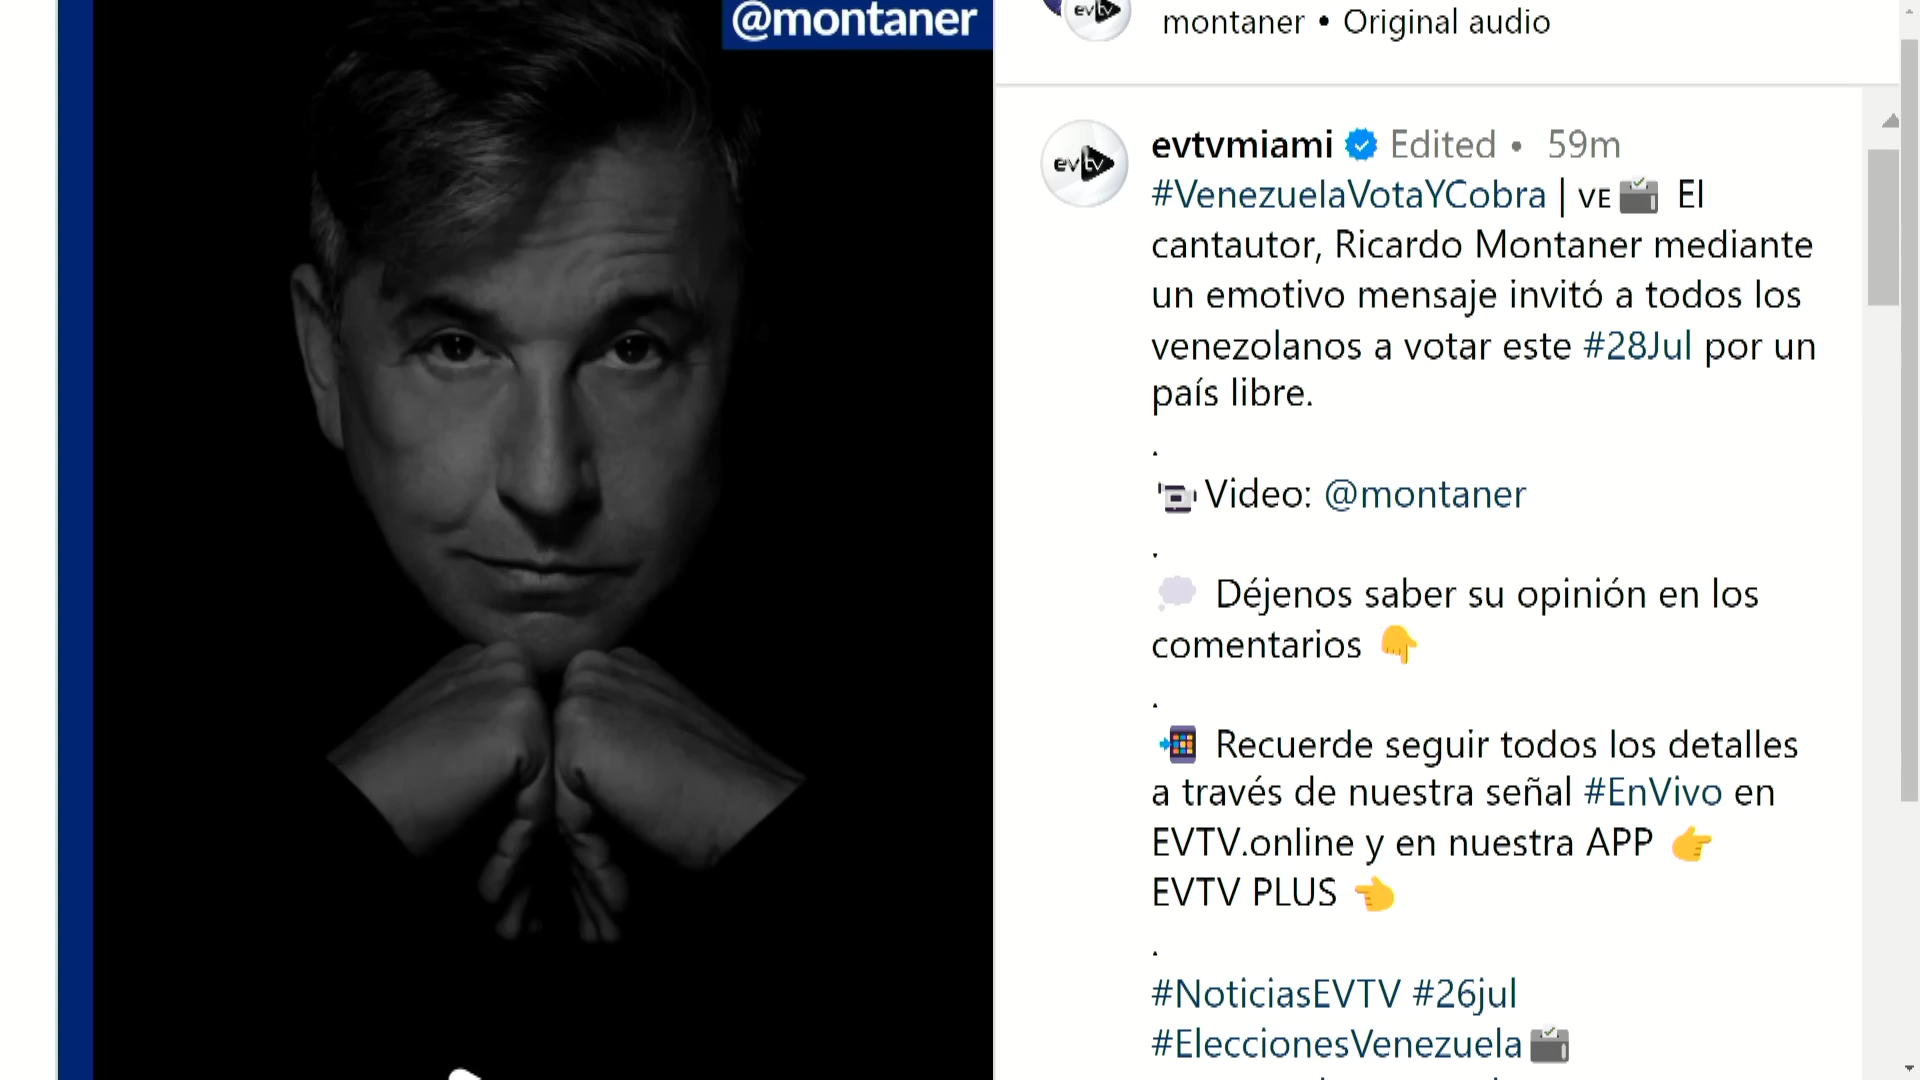 @montaner
evtv
montaner • Original audio
evtv
evtvmiami Edited • 59m
#VenezuelaVotaYCobra | VE El
cantautor, Ricardo Montaner mediante
un emotivo mensaje invitó a todos los
venezolanos a votar este #28Jul por un
país libre.
.
Video: @montaner
.
Déjenos saber su opinión en los
comentarios
.
Recuerde seguir todos los detalles
a través de nuestra señal #EnVivo en
EVTV.online y en nuestra APP
EVTV PLUS
.
#NoticiasEVTV #26jul
#EleccionesVenezuela